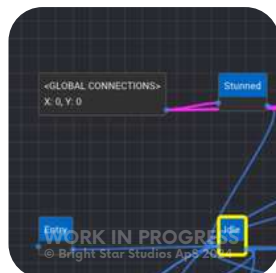 <GLOBAL CONNECTIONS>
Stunned
X: 0, Y: 0
Entry
Idle
WORK IN PROGRESS
© Bright Star Studios ApS 2024